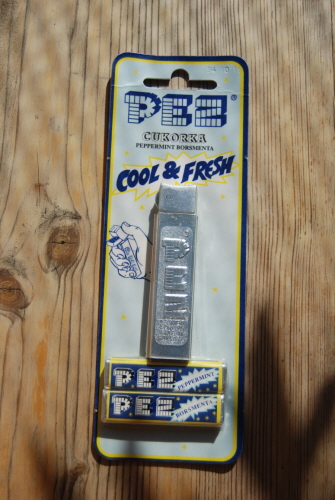 PEZ®
CUKORKA
PEPPERMINT BORSMENTA
COOL & FRESH
PEZ
PEZ PEPPERMINT
PEZ BORSMENTA